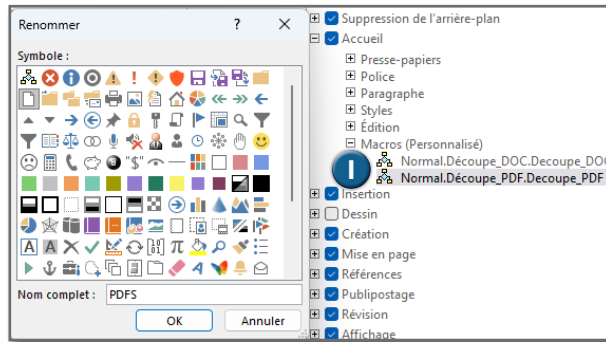 Renommer ? ×
Symbole :
Nom complet : PDFS
OK Annuler
Suppression de l'arrière-plan
Accueil
Presse-papiers
Police
Paragraphe
Styles
Édition
Macros (Personnalisé)
Normal.Découpe_DOC.Decoupe_DO
I Normal.Découpe_PDF.Decoupe_PDF
Insertion
Dessin
Création
Mise en page
Références
Publipostage
Révision
Affichage